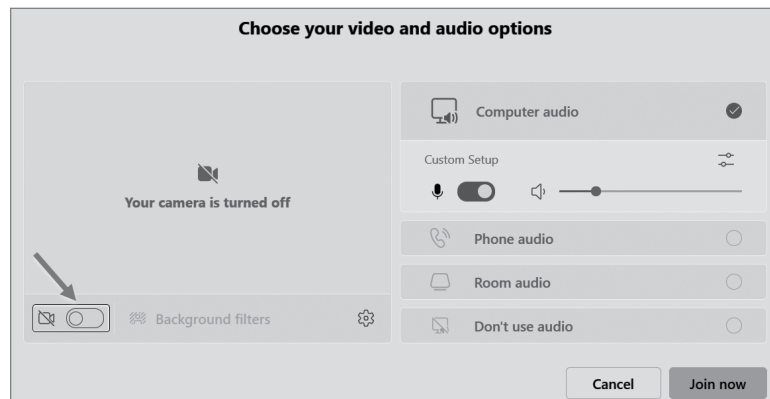 Choose your video and audio options
Your camera is turned off
Background filters
Computer audio
Custom Setup
Phone audio
Room audio
Don't use audio
Cancel
Join now